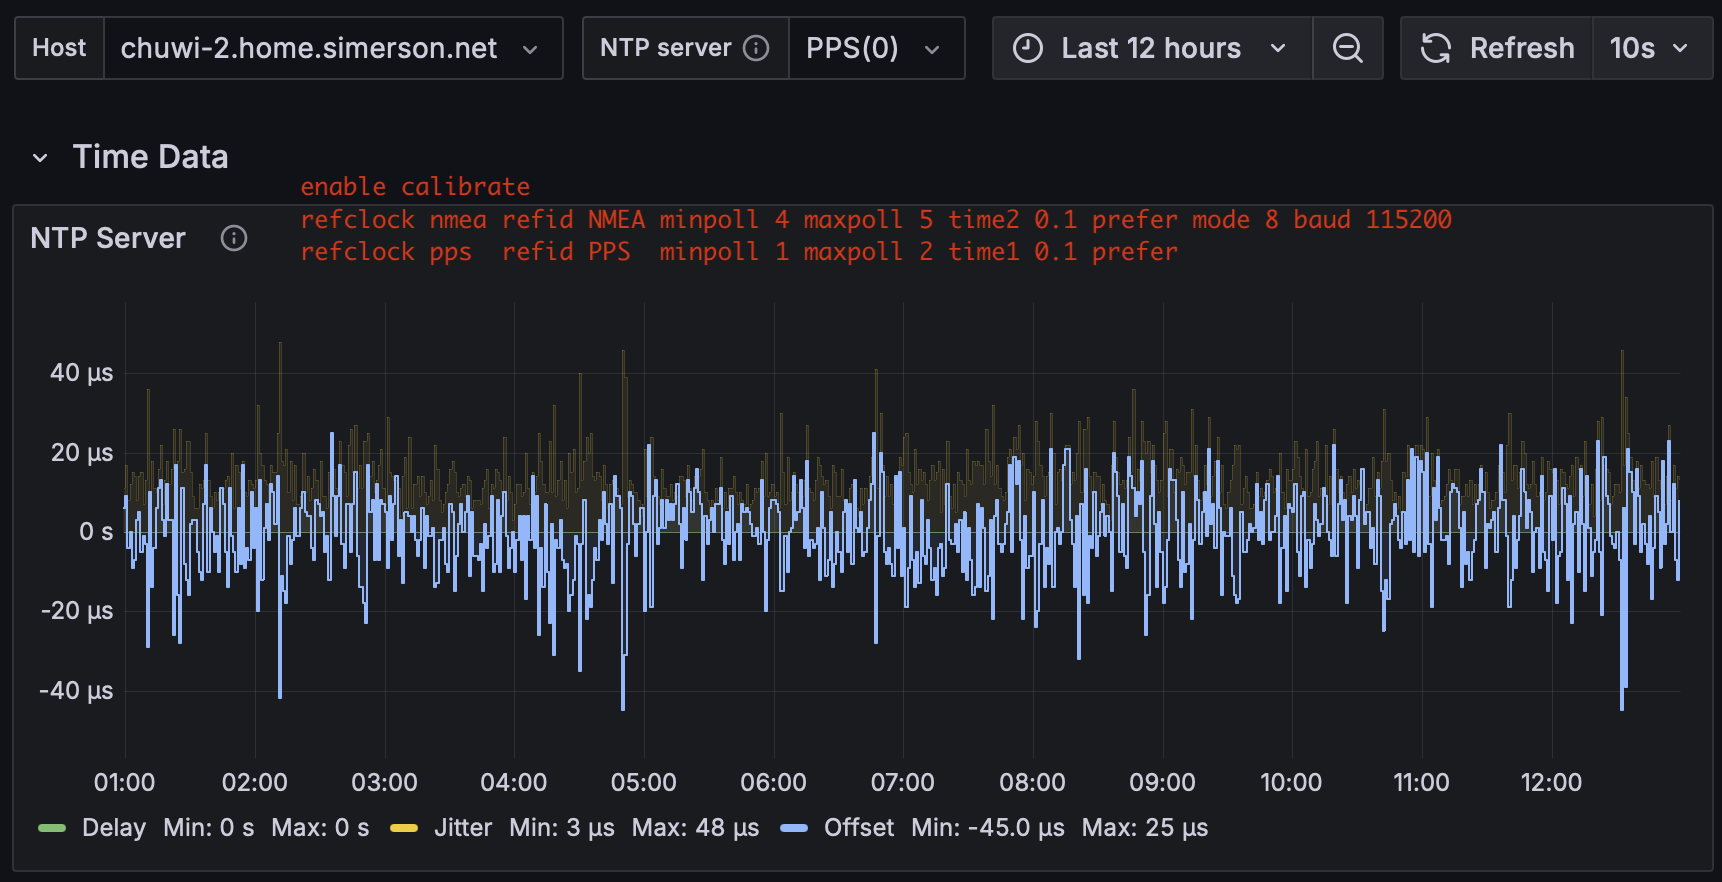 Host chuwi-2.home.simerson.net NTP server PPS(0) Last 12 hours Refresh 10s
Time Data
enable calibrate
refclock nmea refid NMEA minpoll 4 maxpoll 5 time2 0.1 prefer mode 8 baud 115200
NTP Server
refclock pps  refid PPS  minpoll 1 maxpoll 2 time1 0.1 prefer
40 µs
20 µs
0 s
-20 µs
-40 µs
01:00 02:00 03:00 04:00 05:00 06:00 07:00 08:00 09:00 10:00 11:00 12:00
Delay Min: 0 s Max: 0 s Jitter Min: 3 µs Max: 48 µs Offset Min: -45.0 µs Max: 25 µs